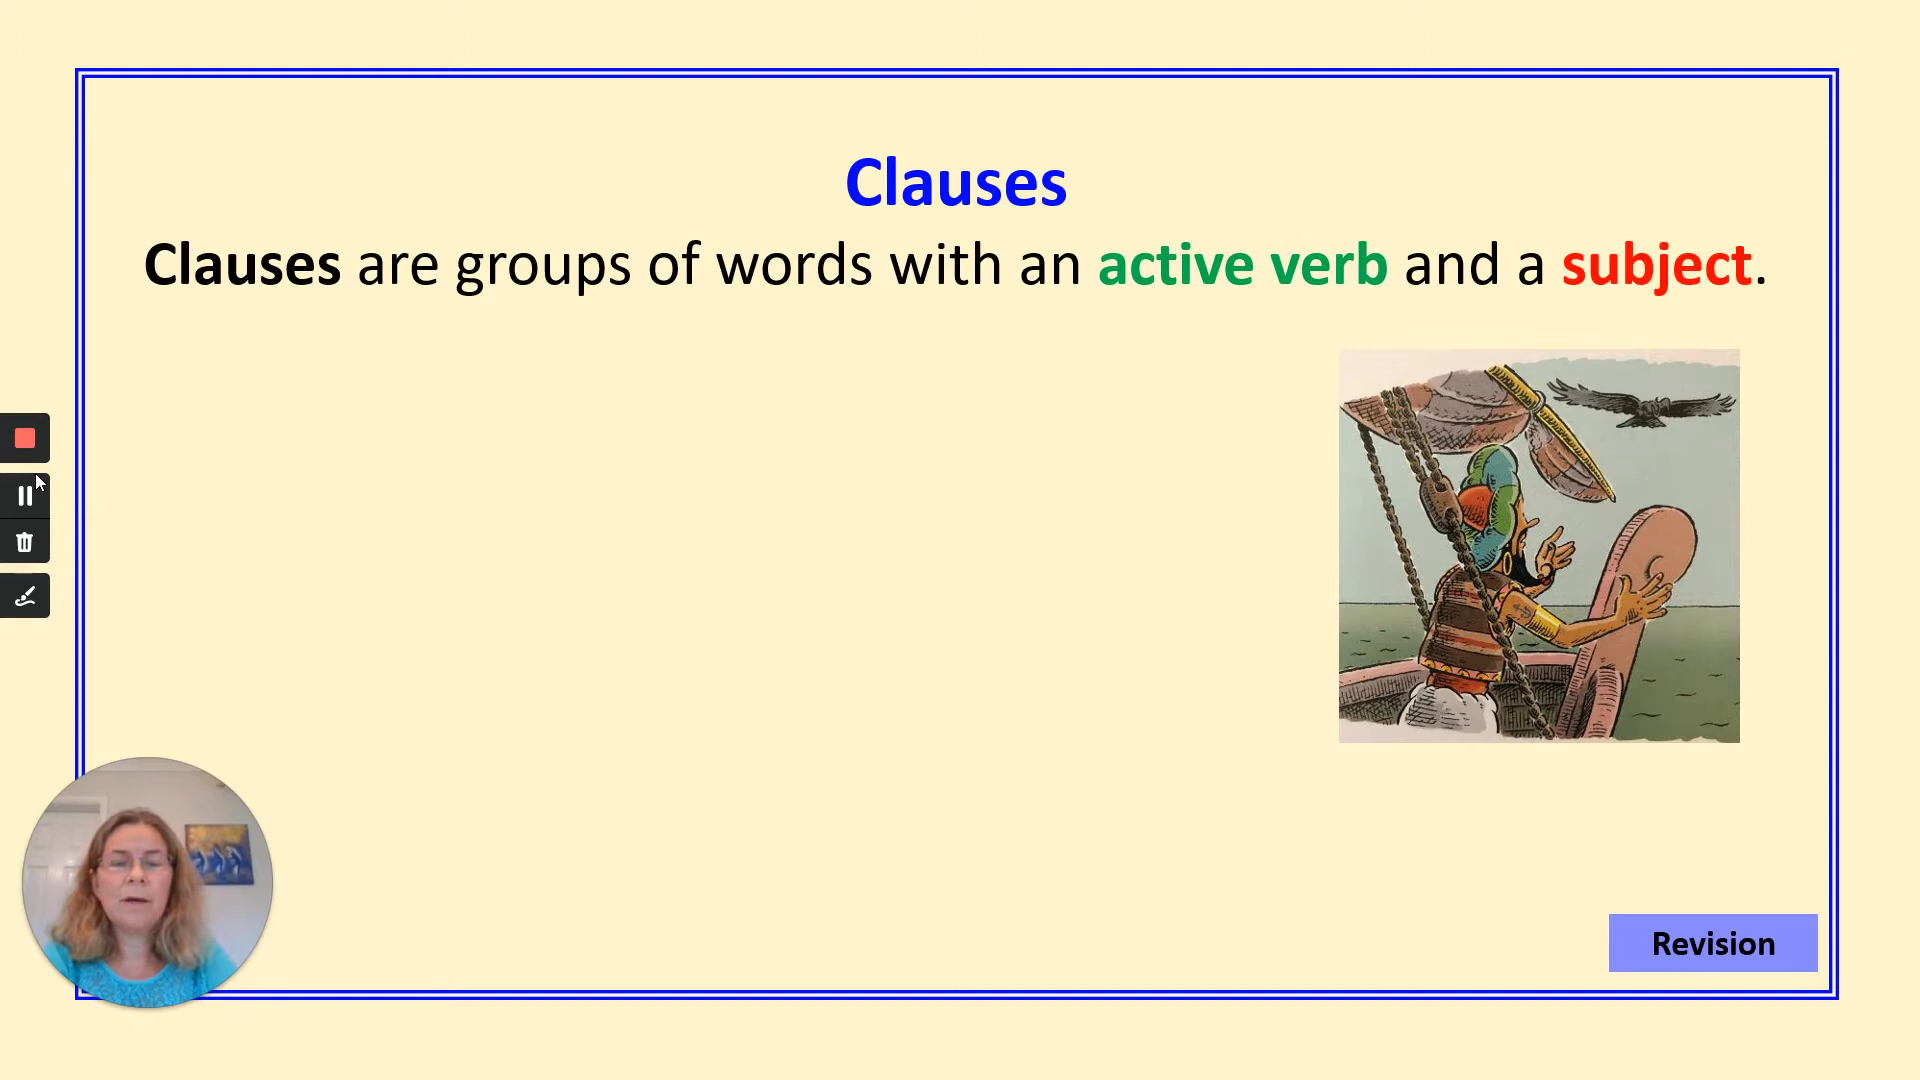 Clauses
Clauses are groups of words with an active verb and a subject.
Revision